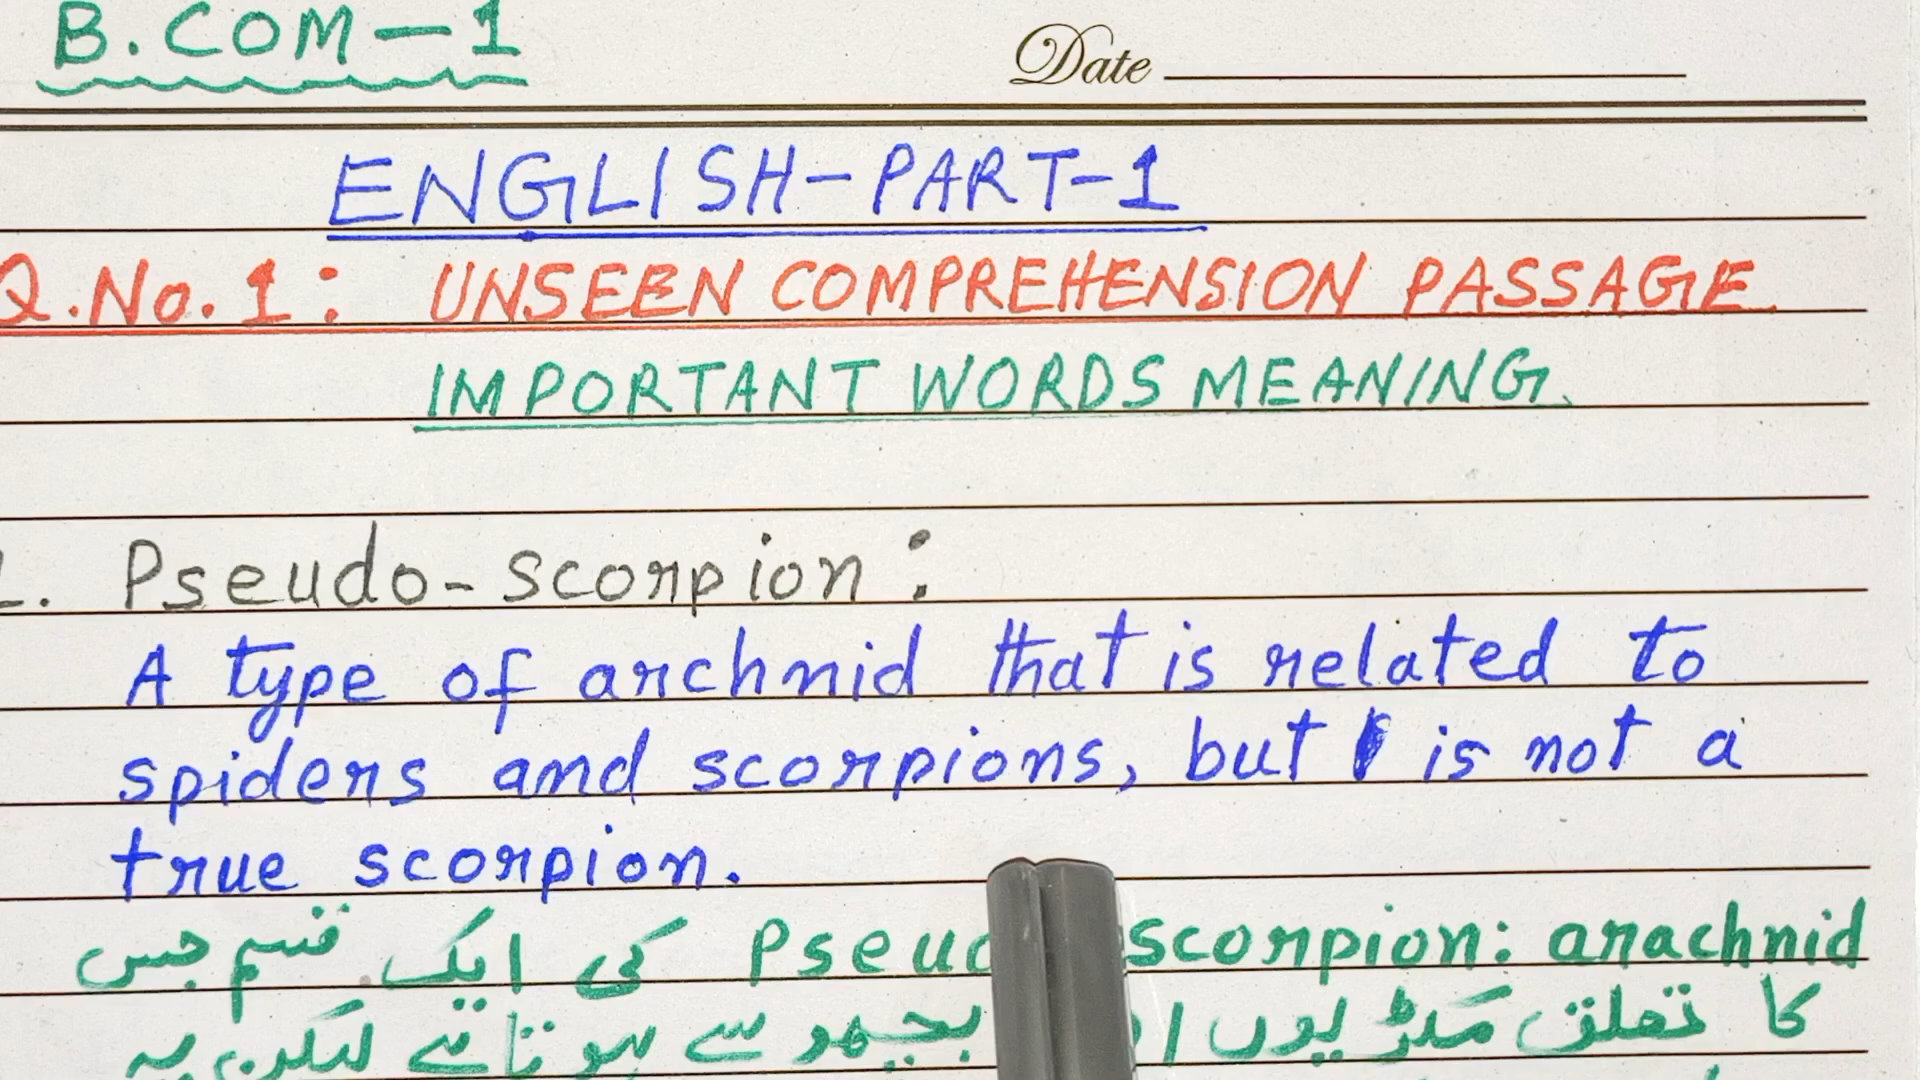 B.COM-1
Date
ENGLISH-PART-1
Q.No.1: UNSEEN COMPREHENSION PASSAGE.
IMPORTANT WORDS MEANING.
1. Pseudo-scorpion:
A type of archnid that is related to
spiders and scorpions, but is not a
true scorpion.
Pseudo scorpion: arachnid کی ایک قسم جس
کا تعلق مکڑیوں بچھو سے ہوتا ہے لیکن یہ